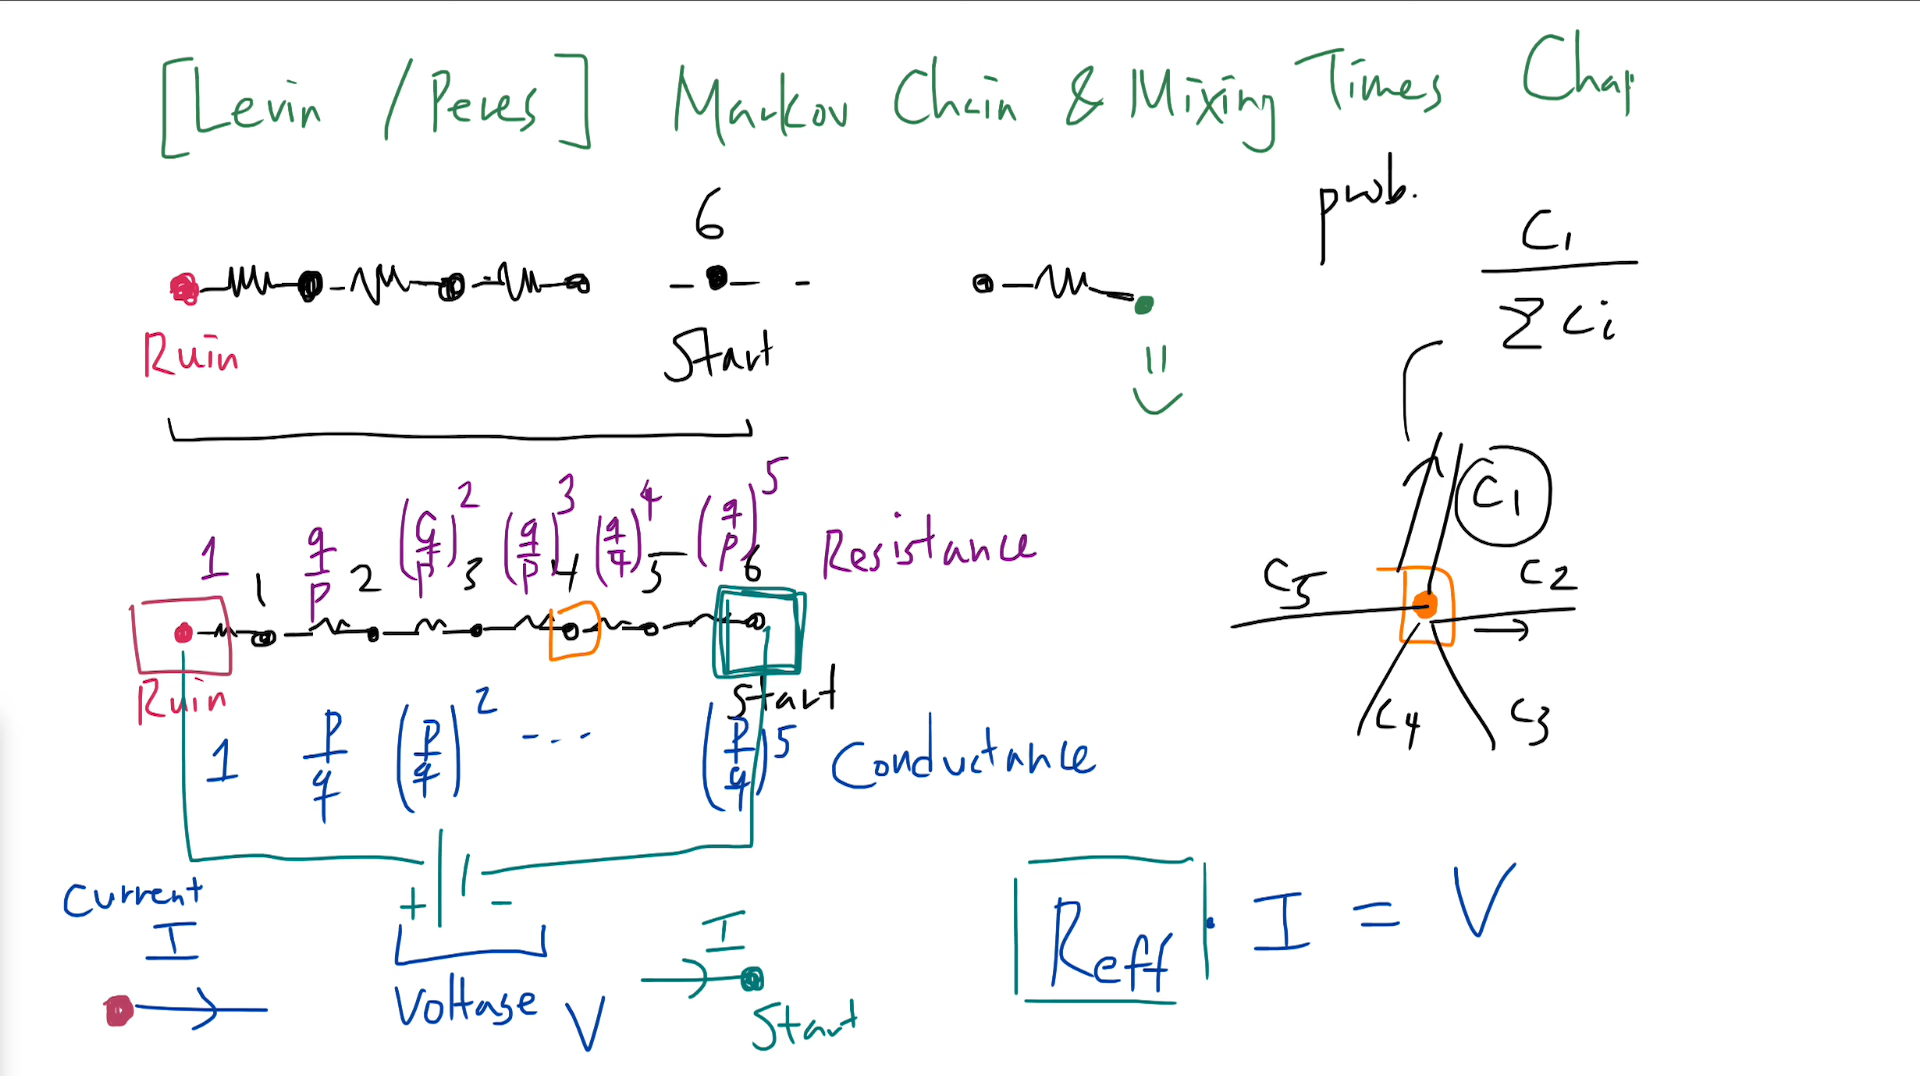 [Levin / Peres] Markov Chain & Mixing Times Chap
prob. C1 / Σ Ci
6
Ruin Start
1 q/p (q/p)^2 (q/p)^3 (q/q)^4 (q/p)^5 Resistance
1 2 3 4 5 6
Ruin Start
1 p/q (p/q)^2 --- (p/q)^5 Conductance
C1
C5 C2
C4 C3
Current
I
+ -
Voltage V
I
Start
Reff · I = V